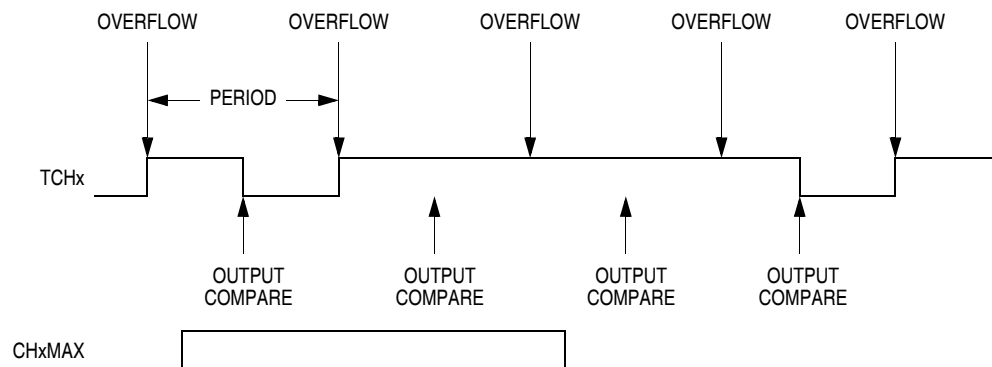 OVERFLOW OVERFLOW OVERFLOW OVERFLOW OVERFLOW
PERIOD
TCHx
OUTPUT OUTPUT OUTPUT OUTPUT
COMPARE COMPARE COMPARE COMPARE
CHxMAX